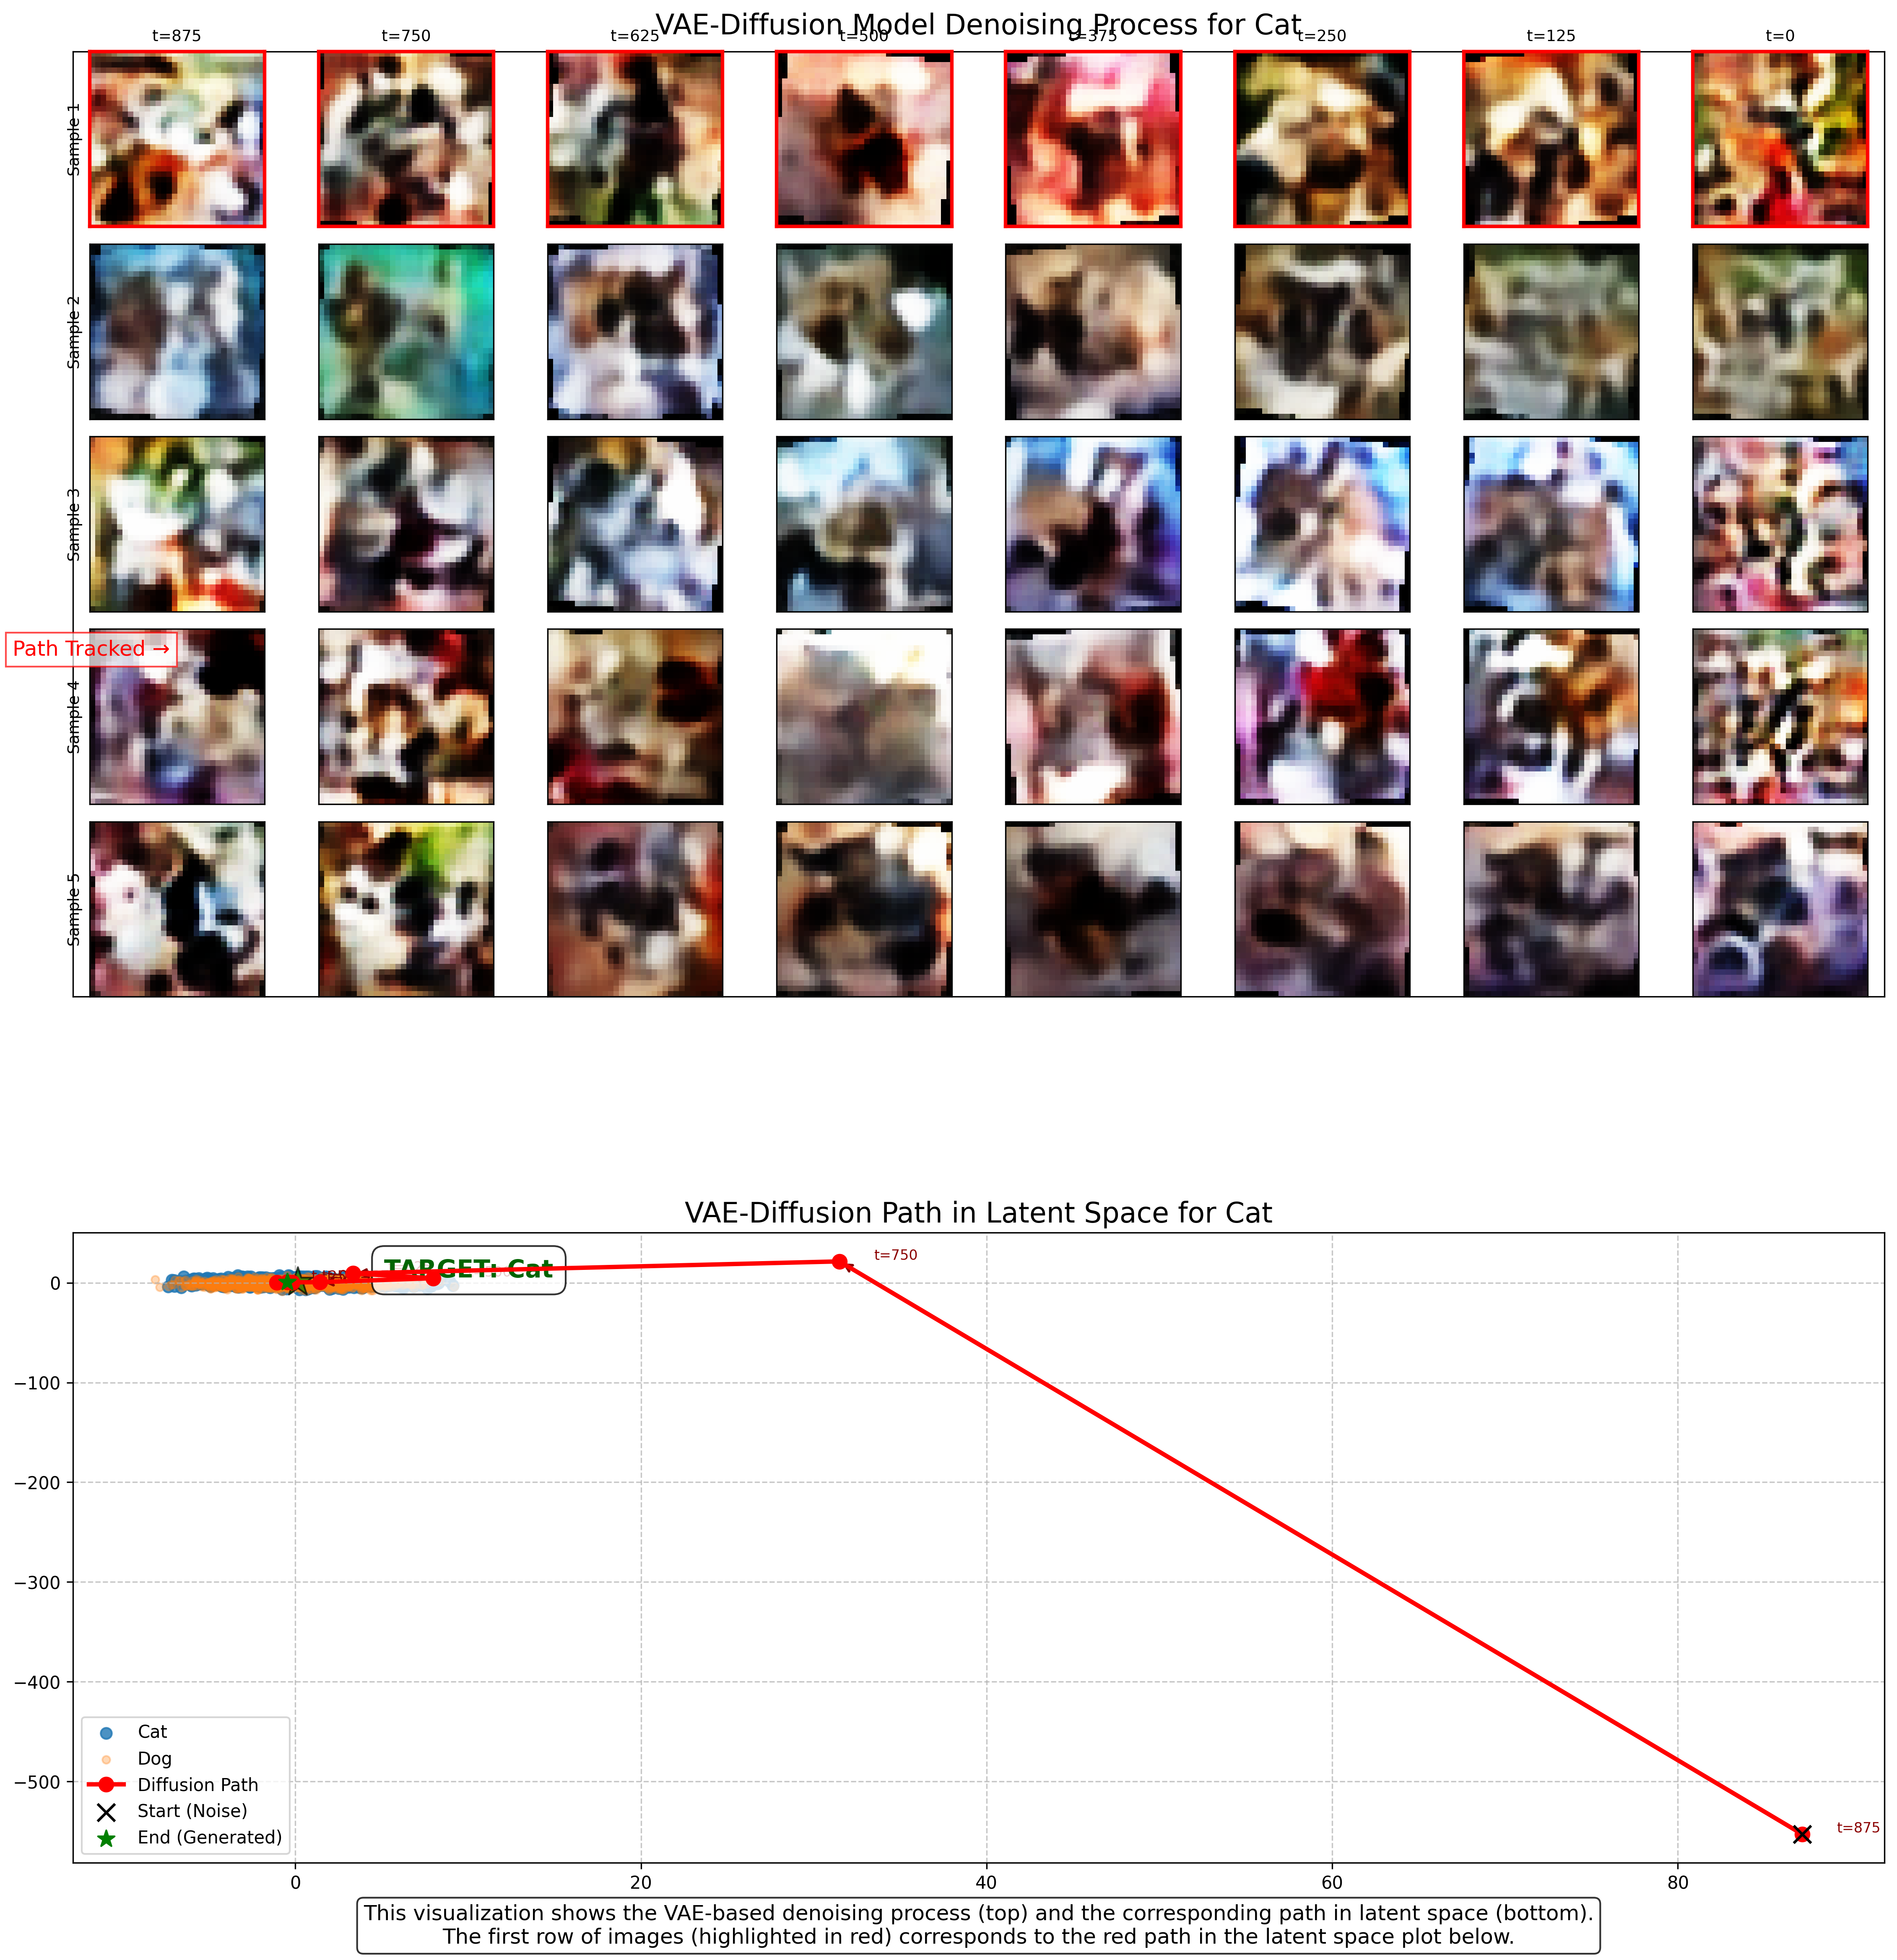 VAE-Diffusion Model Denoising Process for Cat
t=875 t=750 t=625 t=500 t=375 t=250 t=125 t=0
Sample 1
Sample 2
Sample 3
Path Tracked →
Sample 4
Sample 5
VAE-Diffusion Path in Latent Space for Cat
TARGET: Cat
t=750
0
−100
−200
−300
−400
−500
t=875
Cat
Dog
Diffusion Path
Start (Noise)
End (Generated)
0 20 40 60 80
This visualization shows the VAE-based denoising process (top) and the corresponding path in latent space (bottom).
The first row of images (highlighted in red) corresponds to the red path in the latent space plot below.